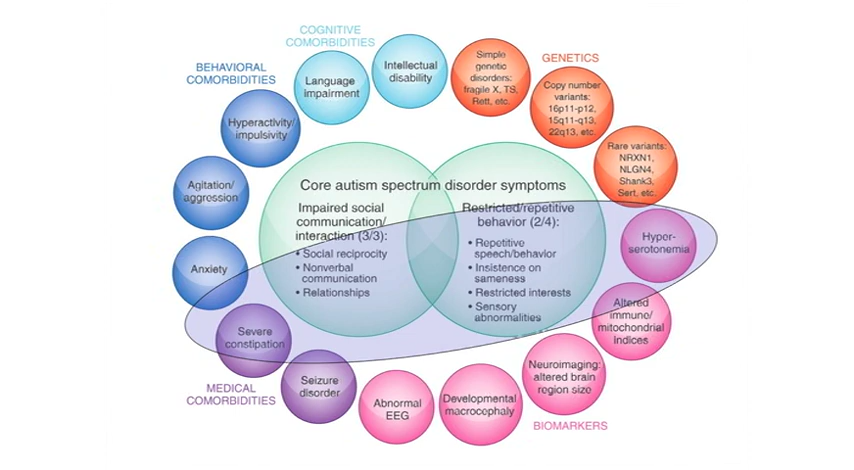 COGNITIVE
COMORBIDITIES
BEHAVIORAL
COMORBIDITIES
GENETICS
Language
impairment
Intellectual
disability
Simple
genetic
disorders:
fragile X, TS,
Rett, etc.
Copy number
variants:
16p11-p12,
15q11-q13,
22q13, etc.
Hyperactivity/
impulsivity
Rare variants:
NRXN1,
NLGN4,
Shank3,
Sert, etc.
Agitation/
aggression
Core autism spectrum disorder symptoms
Impaired social
communication/
interaction (3/3):
• Social reciprocity
• Nonverbal
communication
• Relationships
Restricted/repetitive
behavior (2/4):
• Repetitive
speech/behavior
• Insistence on
sameness
• Restricted interests
• Sensory
abnormalities
Hyper-
serotonemia
Anxiety
Altered
immune/
mitochondrial
indices
Severe
constipation
Seizure
disorder
Neuroimaging:
altered brain
region size
MEDICAL
COMORBIDITIES
Abnormal
EEG
Developmental
macrocephaly
BIOMARKERS